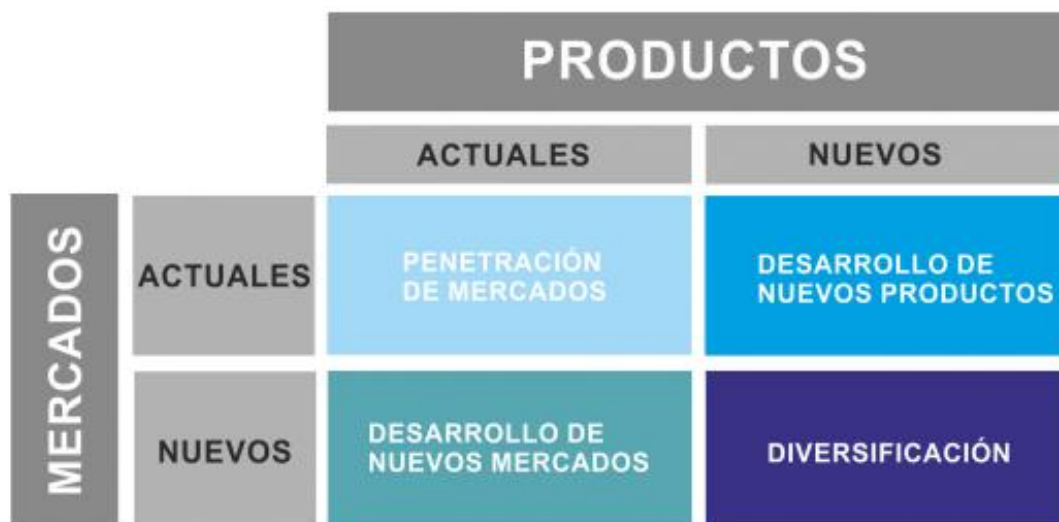 PRODUCTOS
ACTUALES
NUEVOS
MERCADOS
ACTUALES
PENETRACIÓN
DE MERCADOS
DESARROLLO DE
NUEVOS PRODUCTOS
NUEVOS
DESARROLLO DE
NUEVOS MERCADOS
DIVERSIFICACIÓN